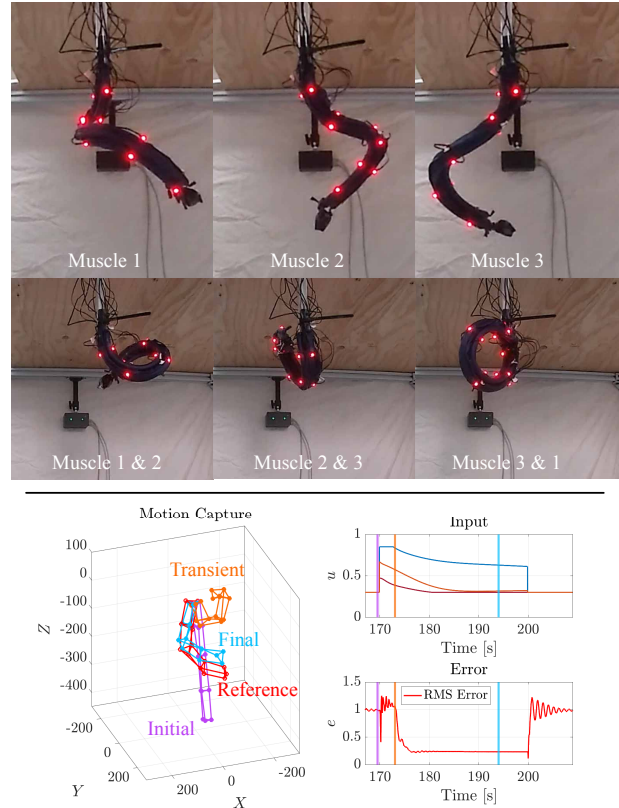 Muscle 1 Muscle 2 Muscle 3
Muscle 1 & 2 Muscle 2 & 3 Muscle 3 & 1
Motion Capture
100
0
-100
-200
-300
-400
Z
-200
0
200
Y
200
0
-200
X
Transient
Final
Reference
Initial
Input
1
0.5
0
u
170 180 190 200
Time [s]
Error
1.5
1
0.5
0
e
RMS Error
170 180 190 200
Time [s]